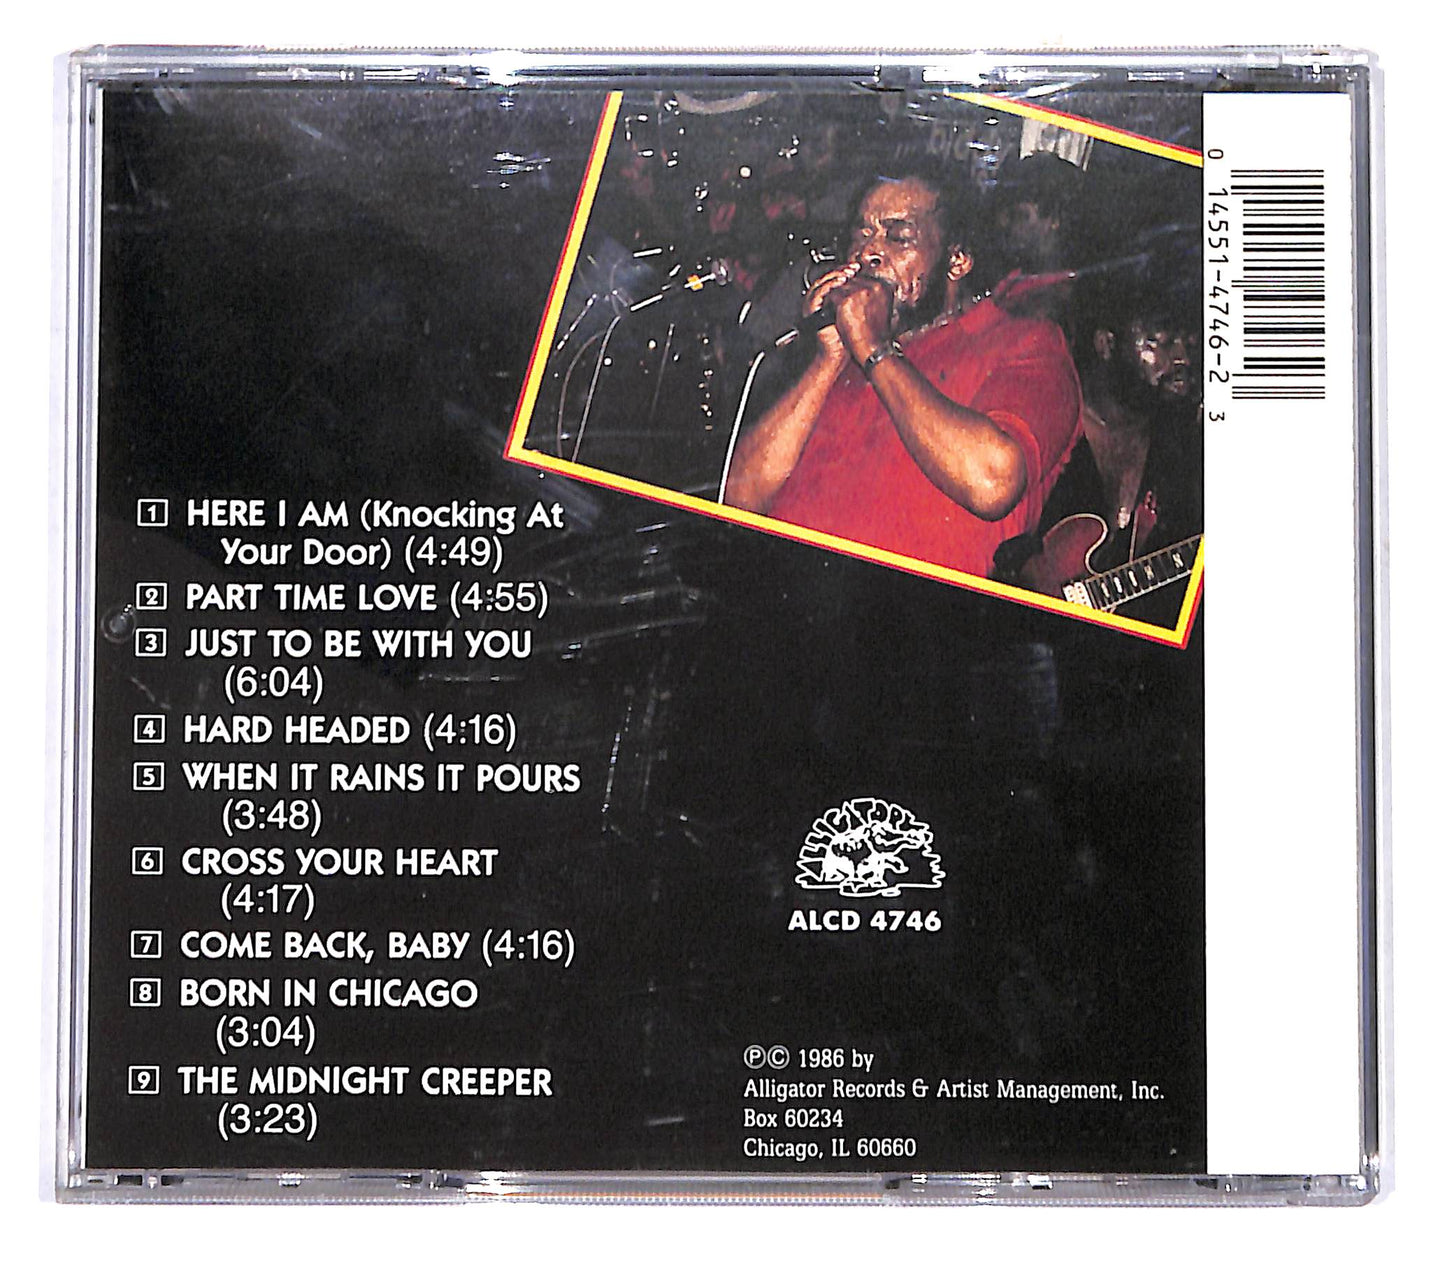 0 14551-4746-2 3
1 HERE I AM (Knocking At
Your Door) (4:49)
2 PART TIME LOVE (4:55)
3 JUST TO BE WITH YOU
(6:04)
4 HARD HEADED (4:16)
5 WHEN IT RAINS IT POURS
(3:48)
6 CROSS YOUR HEART
(4:17)
7 COME BACK, BABY (4:16)
8 BORN IN CHICAGO
(3:04)
9 THE MIDNIGHT CREEPER
(3:23)
ALLIGATOR
ALCD 4746
℗© 1986 by
Alligator Records & Artist Management, Inc.
Box 60234
Chicago, IL 60660